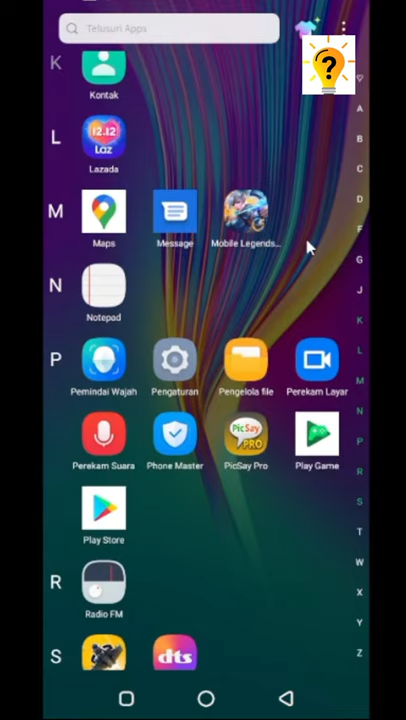 Telusuri Apps
K
Kontak
L
12.12
Laz
Lazada
M
Maps
Message
Mobile Legends...
N
Notepad
P
Pemindai Wajah
Pengaturan
Pengelola file
Perekam Layar
PicSay
PRO
Perekam Suara
Phone Master
PicSay Pro
Play Game
Play Store
R
Radio FM
S
dts
?
A
B
C
D
F
G
J
K
L
M
N
P
R
S
T
W
X
Y
Z